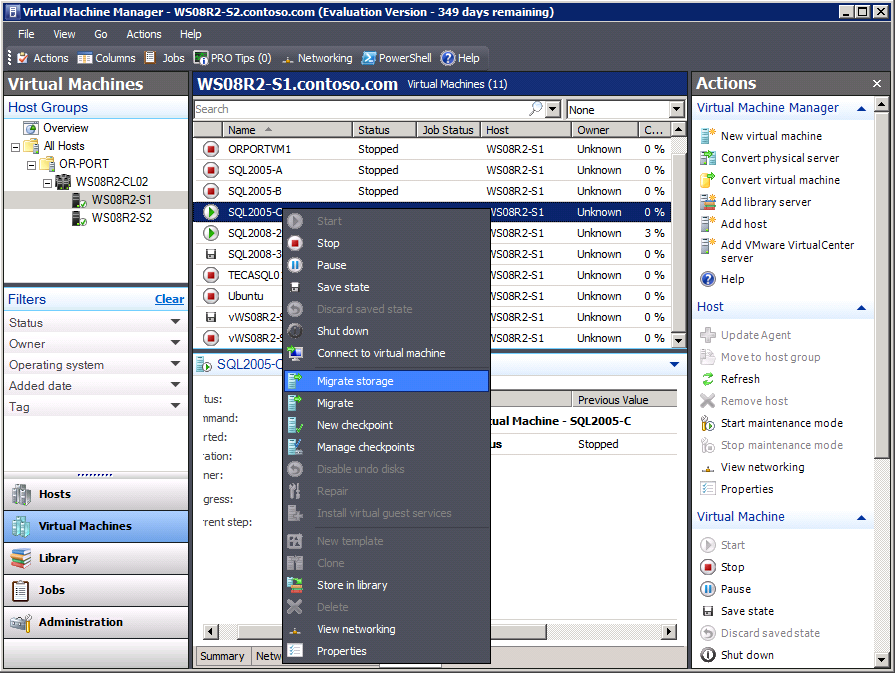 Virtual Machine Manager - WS08R2-S2.contoso.com (Evaluation Version - 349 days remaining)
File View Go Actions Help
Actions Columns Jobs PRO Tips (0) Networking PowerShell Help
Virtual Machines
Host Groups
Overview
All Hosts
OR-PORT
WS08R2-CL02
WS08R2-S1
WS08R2-S2
Filters Clear
Status
Owner
Operating system
Added date
Tag
Hosts
Virtual Machines
Library
Jobs
Administration
WS08R2-S1.contoso.com Virtual Machines (11)
Search None
Name Status Job Status Host Owner C...
ORPORTVM1 Stopped WS08R2-S1 Unknown 0 %
SQL2005-A Stopped WS08R2-S1 Unknown 0 %
SQL2005-B Stopped WS08R2-S1 Unknown 0 %
SQL2005-C WS08R2-S1 Unknown 0 %
SQL2008-2 WS08R2-S1 Unknown 3 %
SQL2008-3 WS08R2-S1 Unknown 0 %
TECASQL01 WS08R2-S1 Unknown 0 %
Ubuntu WS08R2-S1 Unknown 0 %
vWS08R2-S WS08R2-S1 Unknown 0 %
vWS08R2-S WS08R2-S1 Unknown 0 %
Start
Stop
Pause
Save state
Discard saved state
Shut down
Connect to virtual machine
Migrate storage
Migrate
New checkpoint
Manage checkpoints
Disable undo disks
Repair
Install virtual guest services
New template
Clone
Store in library
Delete
View networking
Properties
SQL2005-C
tus:
mmand:
rted:
ration:
ner:
gress:
rrent step:
Previous Value
tual Machine - SQL2005-C
us Stopped
Summary Netw
Actions
Virtual Machine Manager
New virtual machine
Convert physical server
Convert virtual machine
Add library server
Add host
Add VMware VirtualCenter
server
Help
Host
Update Agent
Move to host group
Refresh
Remove host
Start maintenance mode
Stop maintenance mode
View networking
Properties
Virtual Machine
Start
Stop
Pause
Save state
Discard saved state
Shut down